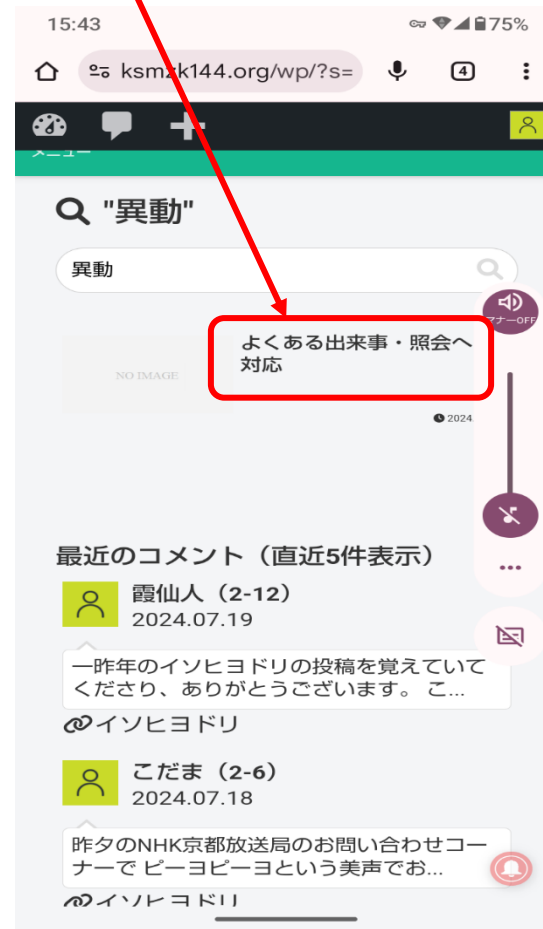 15:43
75%
ksmzk144.org/wp/?s=
4
メニュー
"異動"
異動
マナーOFF
よくある出来事・照会へ
対応
NO IMAGE
2024.
最近のコメント（直近5件表示）
霞仙人（2-12）
2024.07.19
一昨年のイソヒヨドリの投稿を覚えていて
くださり、ありがとうございます。 こ...
イソヒヨドリ
こだま（2-6）
2024.07.18
昨夕のNHK京都放送局のお問い合わせコー
ナーで ピーヨピーヨという美声でお...
イソヒヨドリ